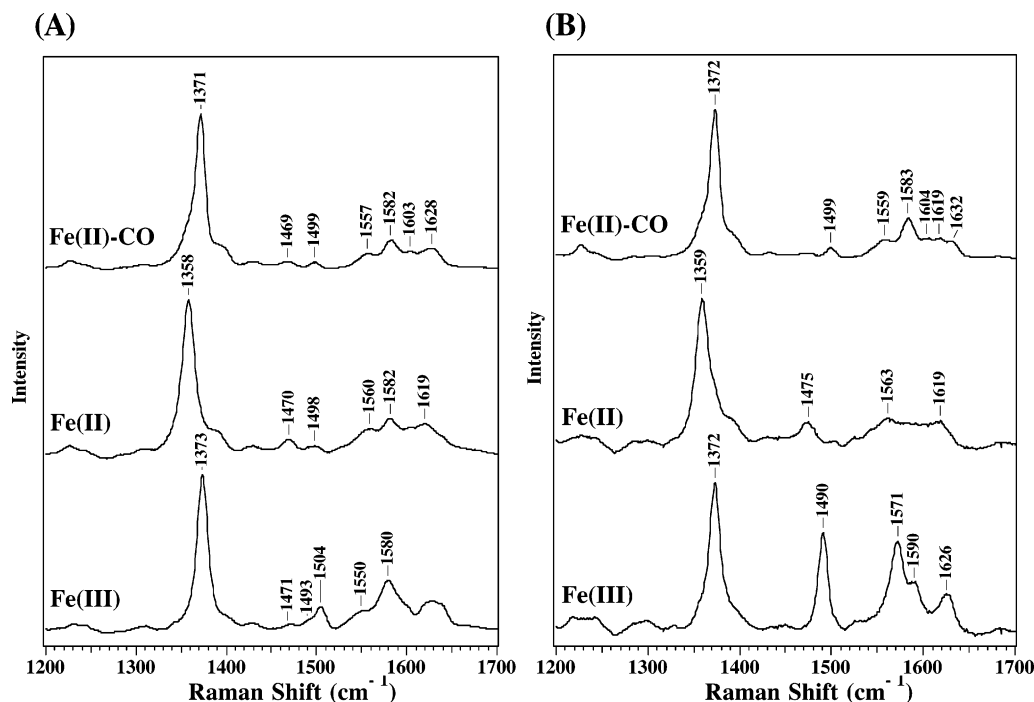 (A)
1371
1469
1499
1557
1582
1603
1628
Fe(II)-CO
1358
1470
1498
1560
1582
1619
Fe(II)
1373
1471
1493
1504
1550
1580
Fe(III)
Intensity
1200 1300 1400 1500 1600 1700
Raman Shift (cm⁻¹)
(B)
1372
1499
1559
1583
1604
1619
1632
Fe(II)-CO
1359
1475
1563
1619
Fe(II)
1372
1490
1571
1590
1626
Fe(III)
Intensity
1200 1300 1400 1500 1600 1700
Raman Shift (cm⁻¹)